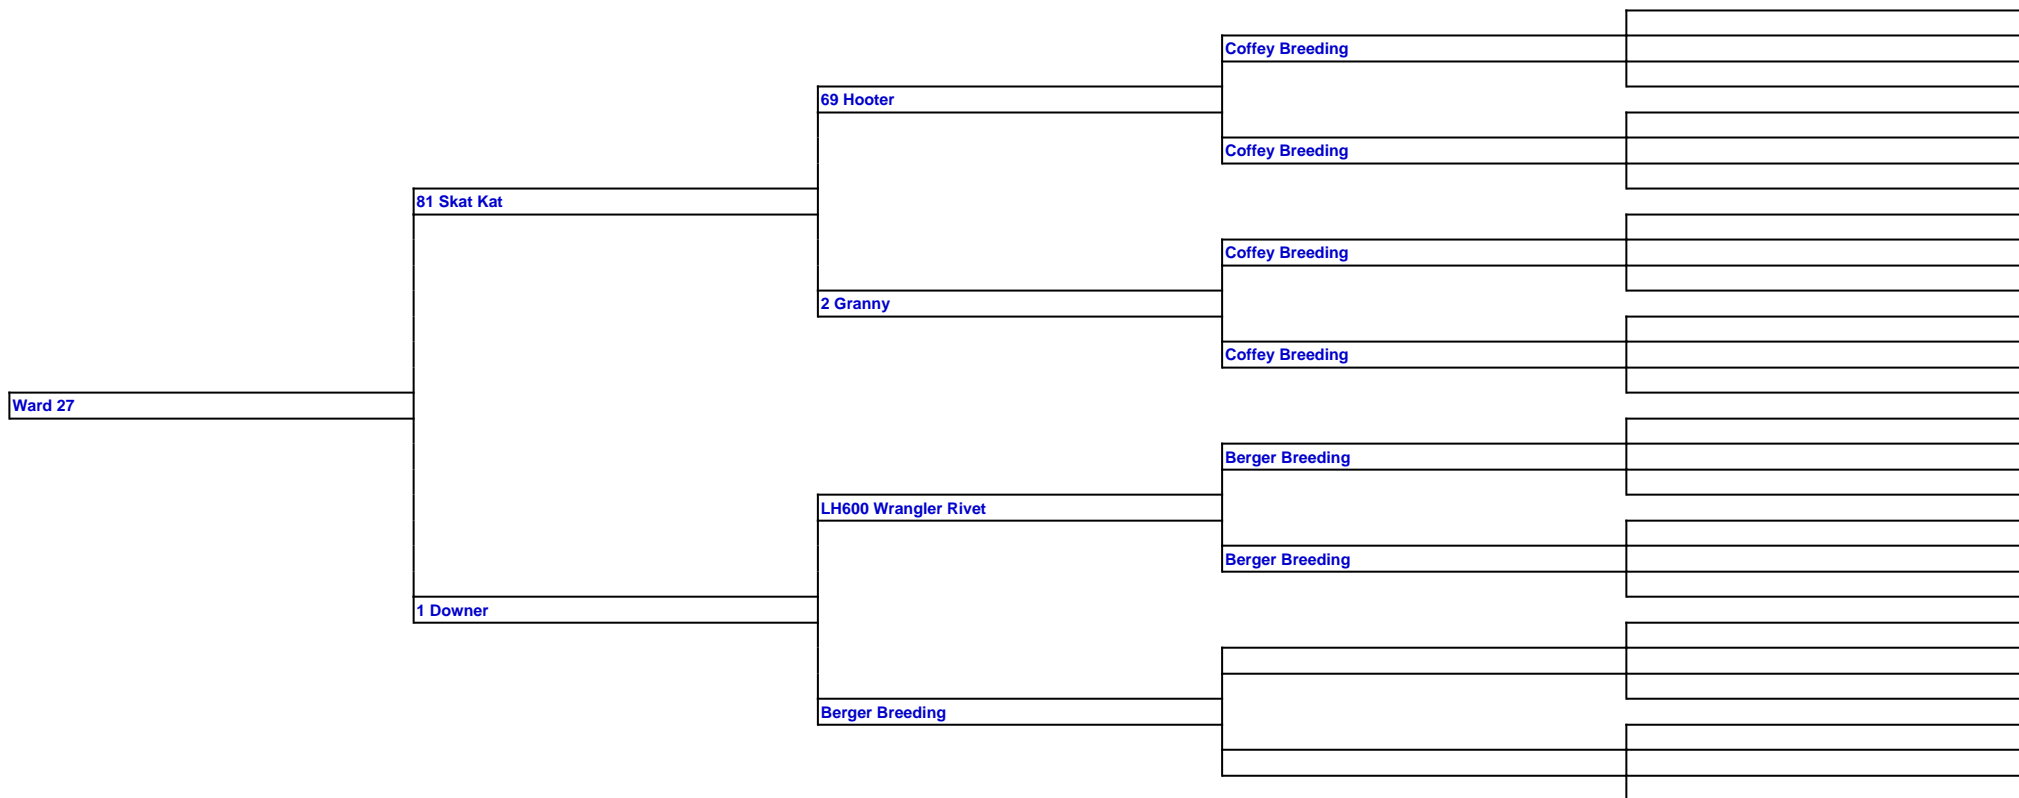 Coffey Breeding
69 Hooter
Coffey Breeding
81 Skat Kat
Coffey Breeding
2 Granny
Coffey Breeding
Ward 27
Berger Breeding
LH600 Wrangler Rivet
Berger Breeding
1 Downer
Berger Breeding